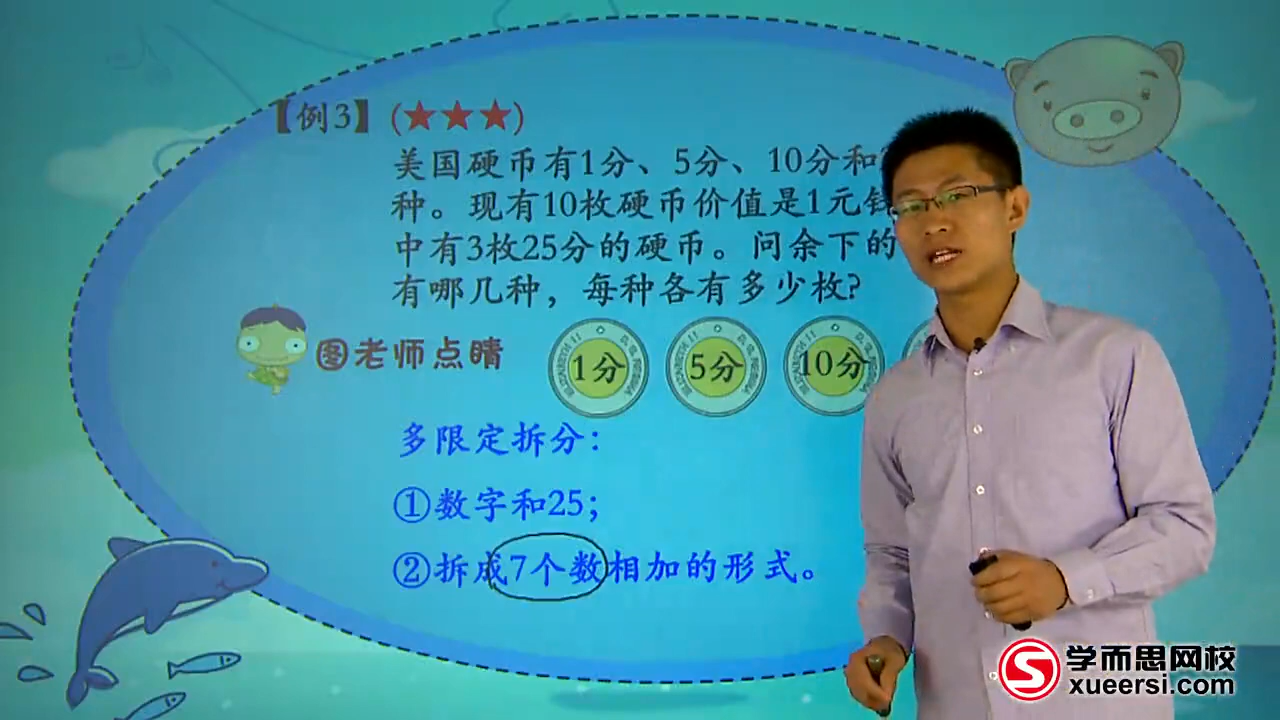 【例3】(★★★)
美国硬币有1分、5分、10分和
种。现有10枚硬币价值是1元钱
中有3枚25分的硬币。问余下的
有哪几种，每种各有多少枚?
图老师点睛
1分
5分
10分
多限定拆分：
①数字和25；
②拆成7个数相加的形式。
学而思网校
xueersi.com